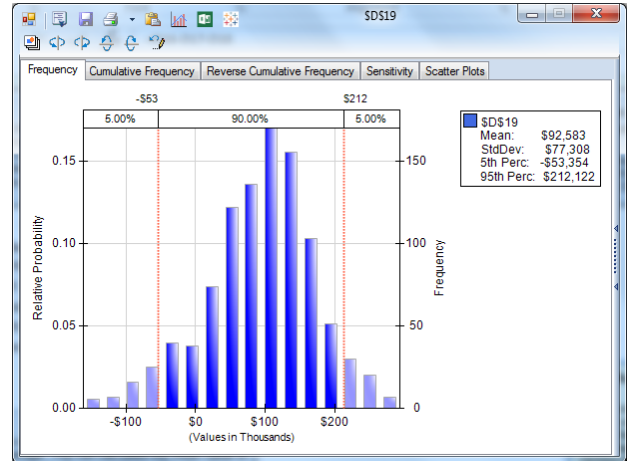 $D$19
Frequency Cumulative Frequency Reverse Cumulative Frequency Sensitivity Scatter Plots
-$53 $212
5.00% 90.00% 5.00%
$D$19
Mean: $92,583
StdDev: $77,308
5th Perc: -$53,354
95th Perc: $212,122
0.15 150
0.10 100
0.05 50
0.00 0
Relative Probability
Frequency
-$100 $0 $100 $200
(Values in Thousands)